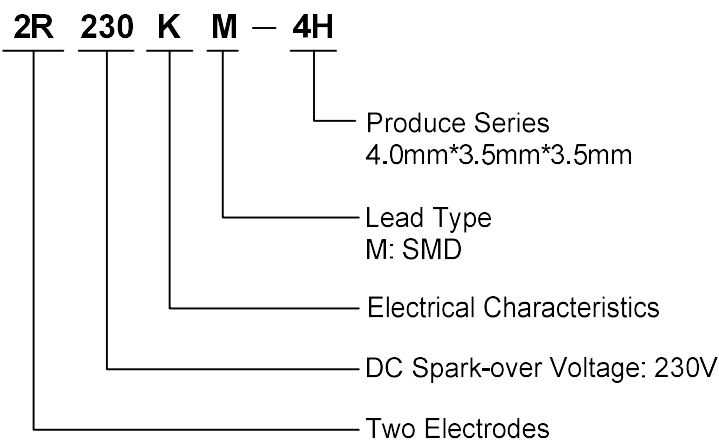 2R 230 K M — 4H
Produce Series
4.0mm*3.5mm*3.5mm
Lead Type
M: SMD
Electrical Characteristics
DC Spark-over Voltage: 230V
Two Electrodes